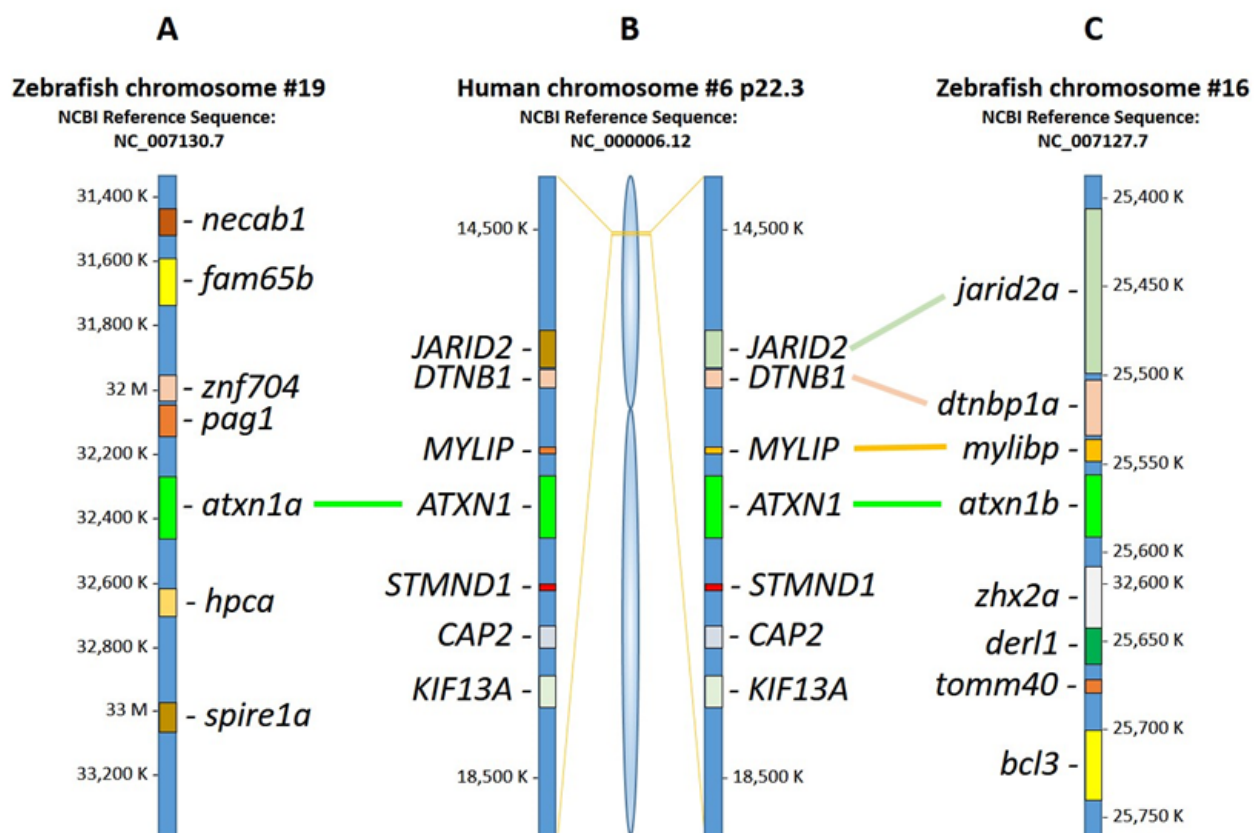 A
Zebrafish chromosome #19
NCBI Reference Sequence:
NC_007130.7
31,400 K
necab1
31,600 K
fam65b
31,800 K
32 M
znf704
pag1
32,200 K
atxn1a
32,400 K
32,600 K
hpca
32,800 K
33 M
spire1a
33,200 K
B
Human chromosome #6 p22.3
NCBI Reference Sequence:
NC_000006.12
14,500 K
JARID2
DTNB1
MYLIP
ATXN1
STMND1
CAP2
KIF13A
18,500 K
14,500 K
JARID2
DTNB1
MYLIP
ATXN1
STMND1
CAP2
KIF13A
18,500 K
C
Zebrafish chromosome #16
NCBI Reference Sequence:
NC_007127.7
25,400 K
jarid2a
25,450 K
25,500 K
dtnbp1a
mylibp
25,550 K
atxn1b
25,600 K
32,600 K
zhx2a
derl1
25,650 K
tomm40
25,700 K
bcl3
25,750 K